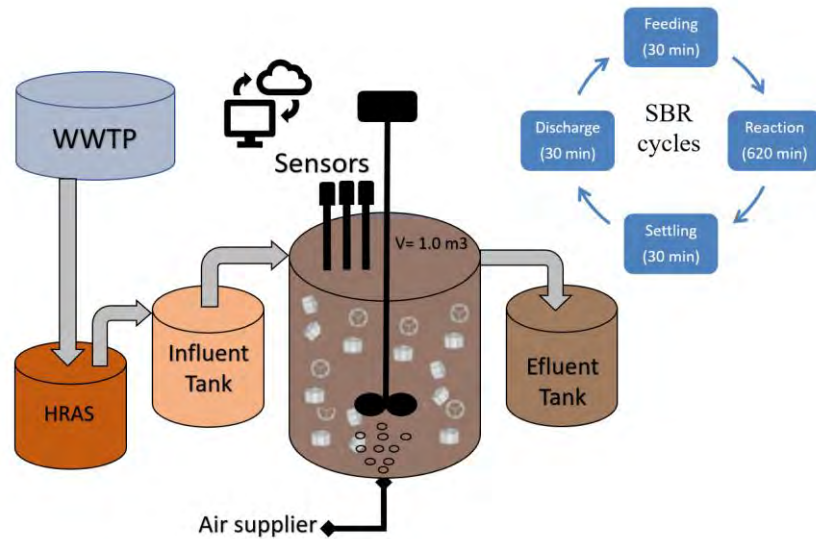 WWTP
HRAS
Influent
Tank
Sensors
V= 1.0 m3
Air supplier
Efluent
Tank
SBR
cycles
Feeding
(30 min)
Reaction
(620 min)
Settling
(30 min)
Discharge
(30 min)